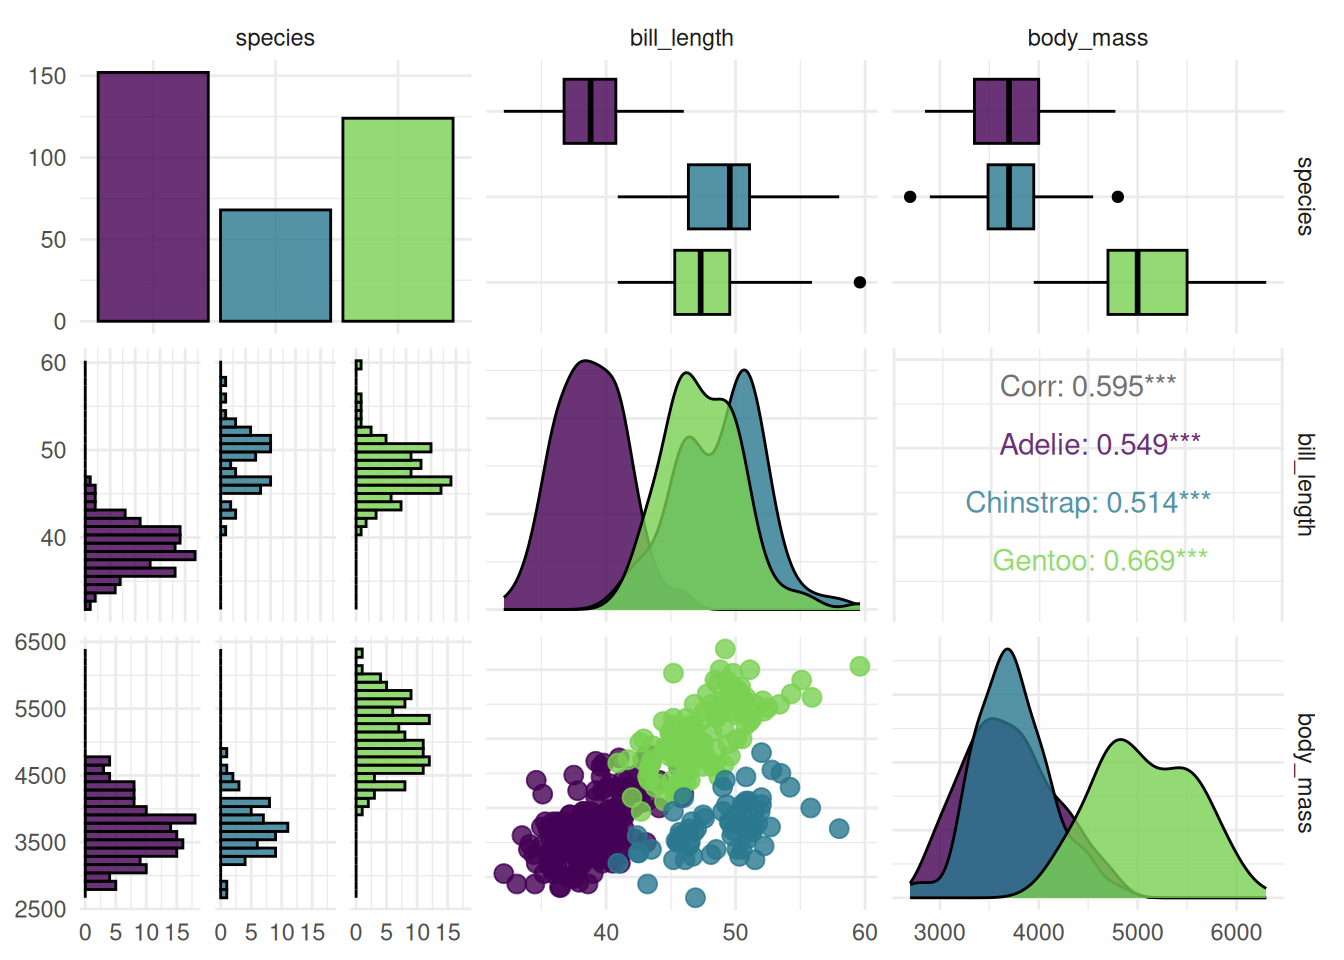 species bill_length body_mass
150
100
50
0
species
60
50
40
Corr: 0.595***
Adelie: 0.549***
Chinstrap: 0.514***
Gentoo: 0.669***
bill_length
6500
5500
4500
3500
2500
body_mass
0 5 10 15 0 5 10 15 0 5 10 15 40 50 60 3000 4000 5000 6000